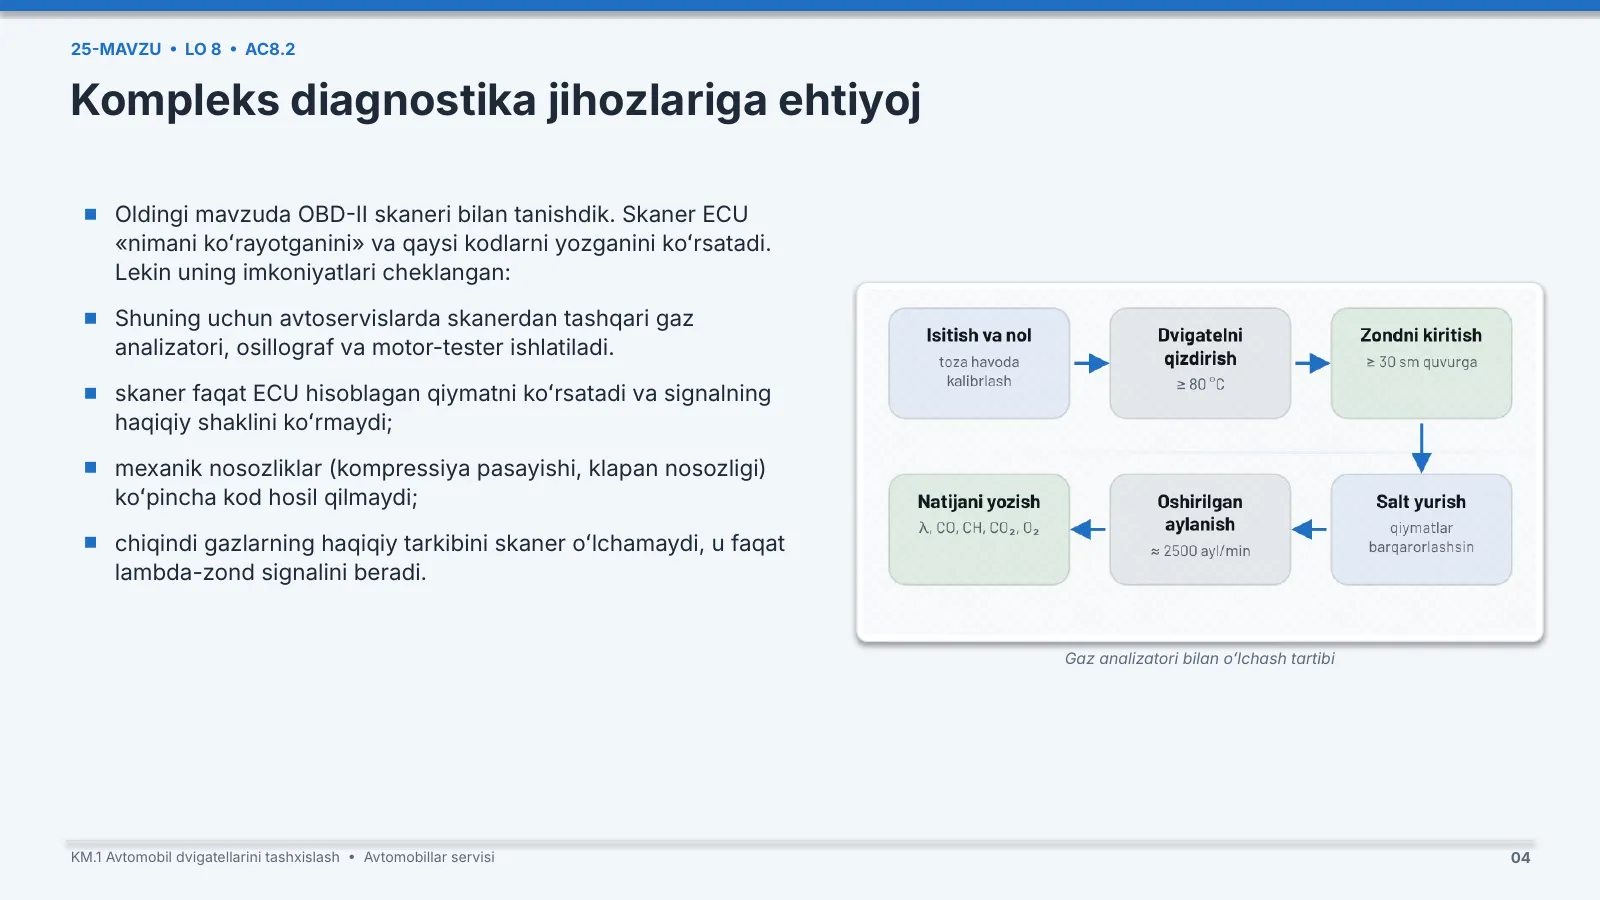 25-MAVZU • LO 8 • AC8.2
Kompleks diagnostika jihozlariga ehtiyoj
Oldingi mavzuda OBD-II skaneri bilan tanishdik. Skaner ECU
«nimani koʻrayotganini» va qaysi kodlarni yozganini koʻrsatadi.
Lekin uning imkoniyatlari cheklangan:
Shuning uchun avtoservislarda skanerdan tashqari gaz
analizatori, osillograf va motor-tester ishlatiladi.
skaner faqat ECU hisoblagan qiymatni koʻrsatadi va signalning
haqiqiy shaklini koʻrmaydi;
mexanik nosozliklar (kompressiya pasayishi, klapan nosozligi)
koʻpincha kod hosil qilmaydi;
chiqindi gazlarning haqiqiy tarkibini skaner oʻlchamaydi, u faqat
lambda-zond signalini beradi.
Isitish va nol
toza havoda
kalibrlash
Dvigatelni
qizdirish
≥ 80 °C
Zondni kiritish
≥ 30 sm quvurga
Salt yurish
qiymatlar
barqarorlashsin
Oshirilgan
aylanish
≈ 2500 ayl/min
Natijani yozish
λ, CO, CH, CO₂, O₂
Gaz analizatori bilan oʻlchash tartibi
KM.1 Avtomobil dvigatellarini tashxislash • Avtomobillar servisi
04